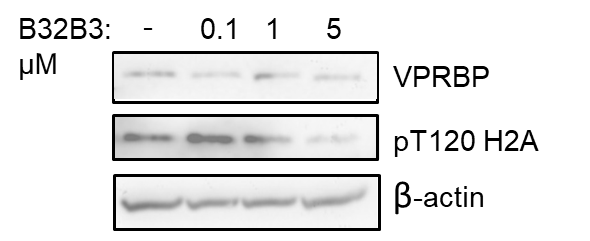 B32B3: - 0.1 1 5
µM
VPRBP
pT120 H2A
β-actin